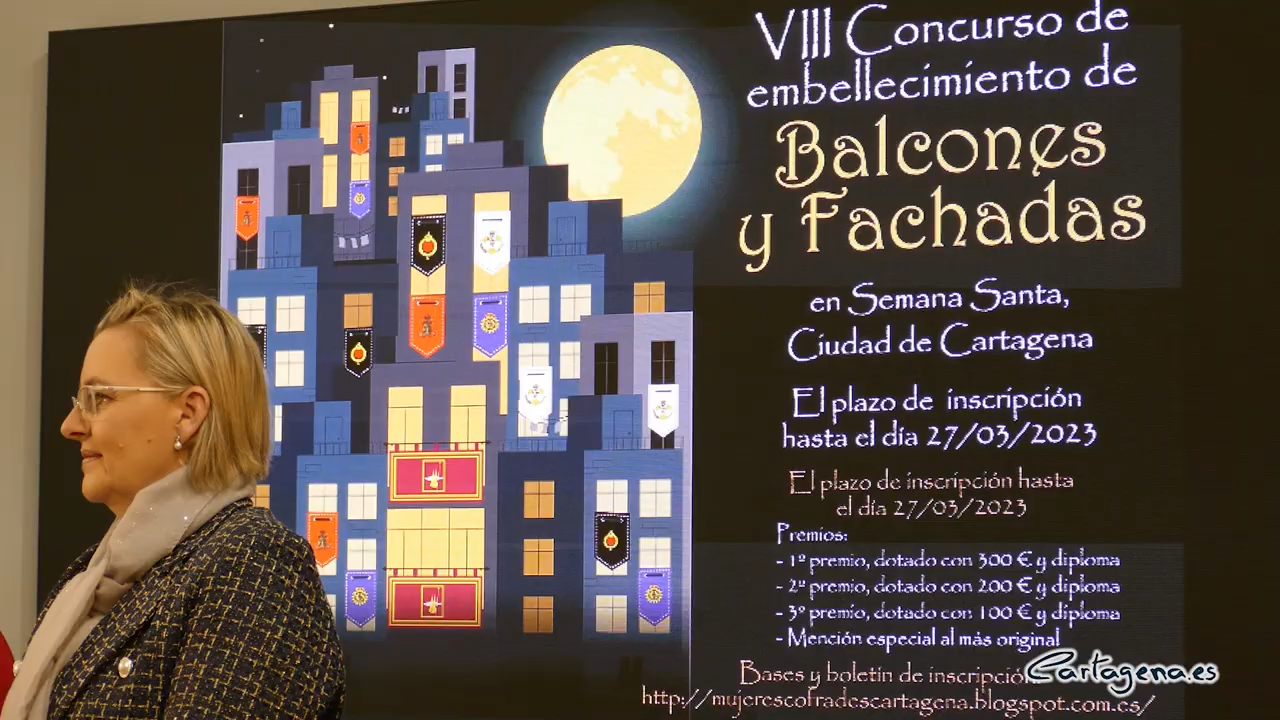 VIII Concurso de
embellecimiento de
Balcones
y Fachadas
en Semana Santa,
Ciudad de Cartagena
El plazo de inscripción
hasta el día 27/03/2023
El plazo de inscripción hasta
el día 27/03/2023
Premios:
- 1º premio, dotado con 300 € y diploma
- 2º premio, dotado con 200 € y diploma
- 3º premio, dotado con 100 € y diploma
- Mención especial al más original
Bases y boletín de inscripción
Cartagena.es
http://mujerescofradescartagena.blogspot.com.es/